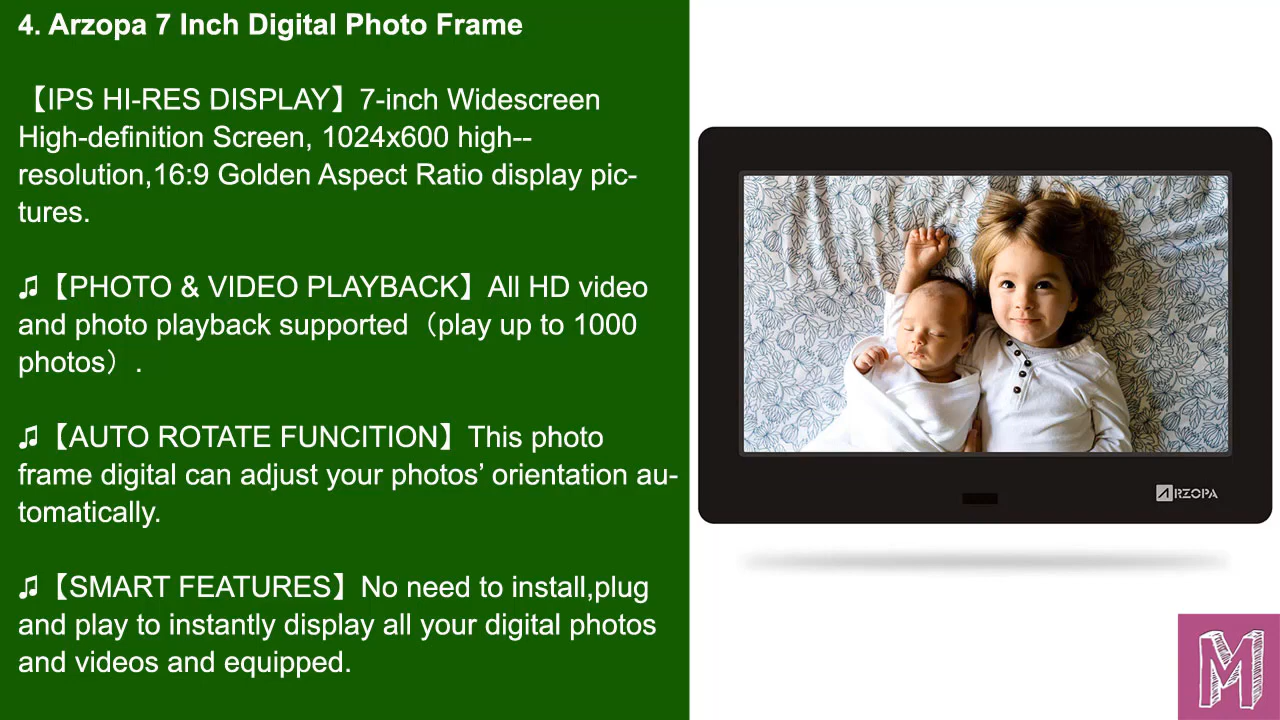 4. Arzopa 7 Inch Digital Photo Frame
【IPS HI-RES DISPLAY】7-inch Widescreen
High-definition Screen, 1024x600 high--
resolution,16:9 Golden Aspect Ratio display pic-
tures.
♫【PHOTO & VIDEO PLAYBACK】All HD video
and photo playback supported（play up to 1000
photos）.
♫【AUTO ROTATE FUNCITION】This photo
frame digital can adjust your photos’ orientation au-
tomatically.
♫【SMART FEATURES】No need to install,plug
and play to instantly display all your digital photos
and videos and equipped.
ARZOPA
M